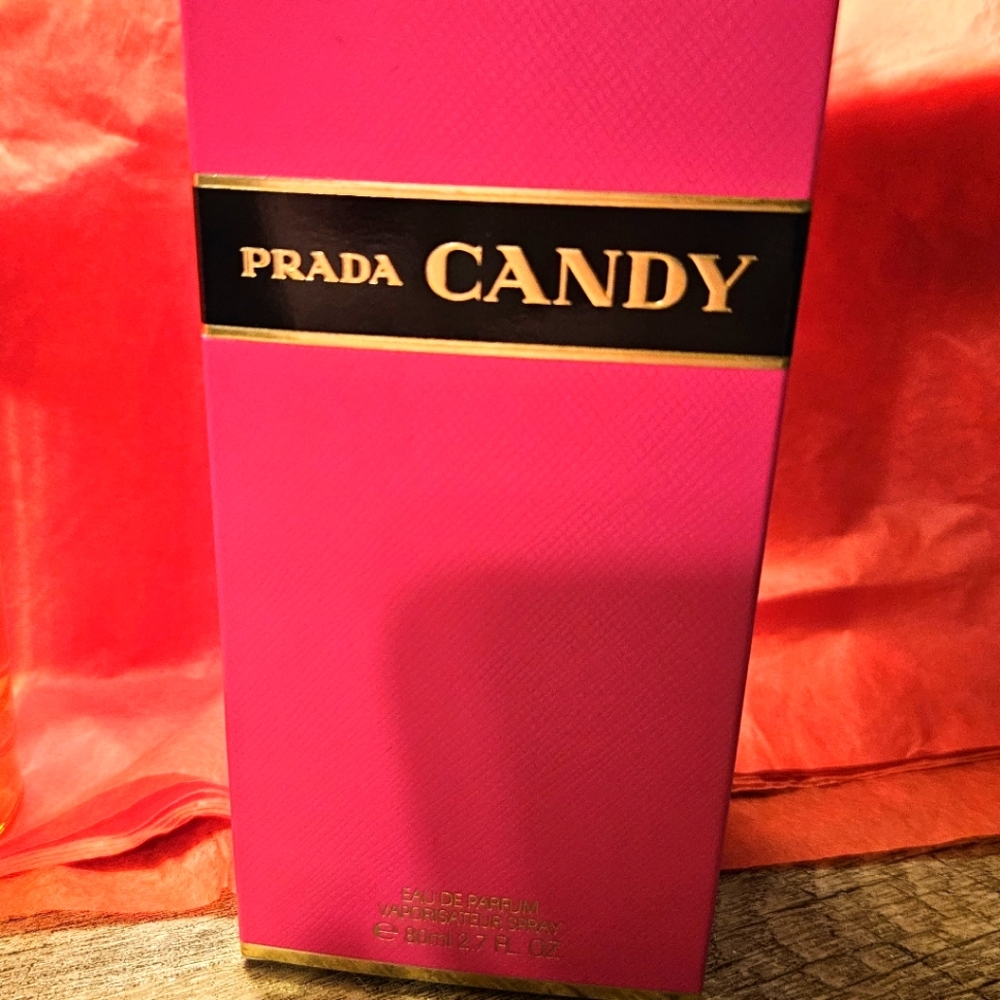 PRADA CANDY
EAU DE PARFUM
VAPORISATEUR SPRAY
℮ 80ml 2.7 FL. OZ.